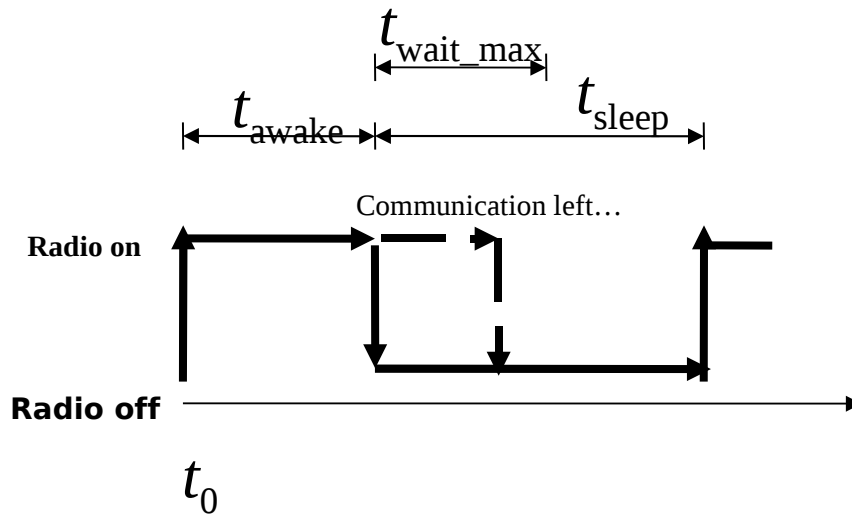 t_wait_max
t_sleep
t_awake
Communication left…
Radio on
Radio off
t_0